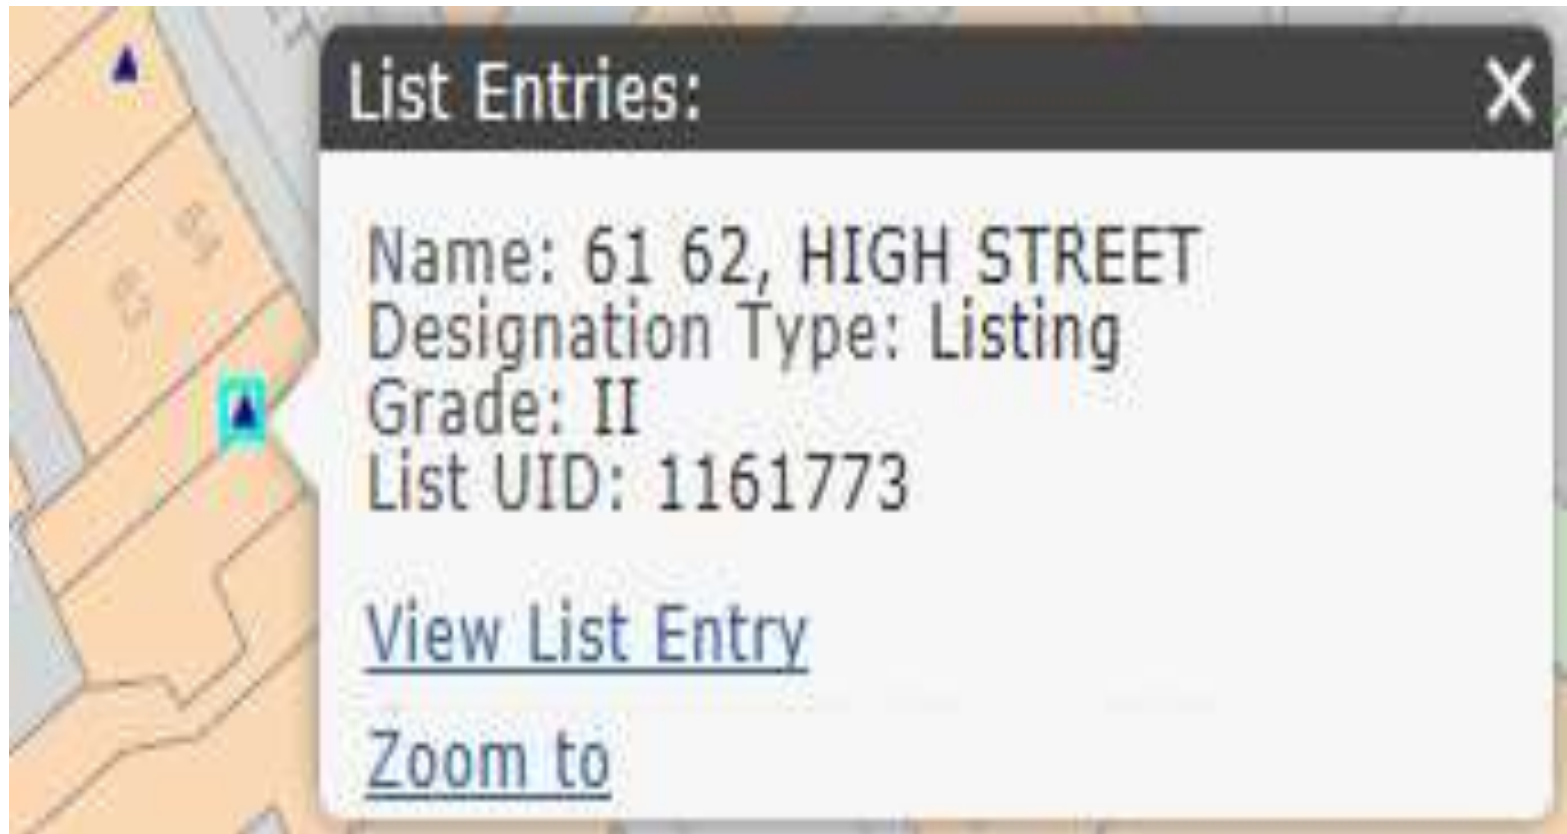 List Entries:
X
Name: 61 62, HIGH STREET
Designation Type: Listing
Grade: II
List UID: 1161773
View List Entry
Zoom to
63